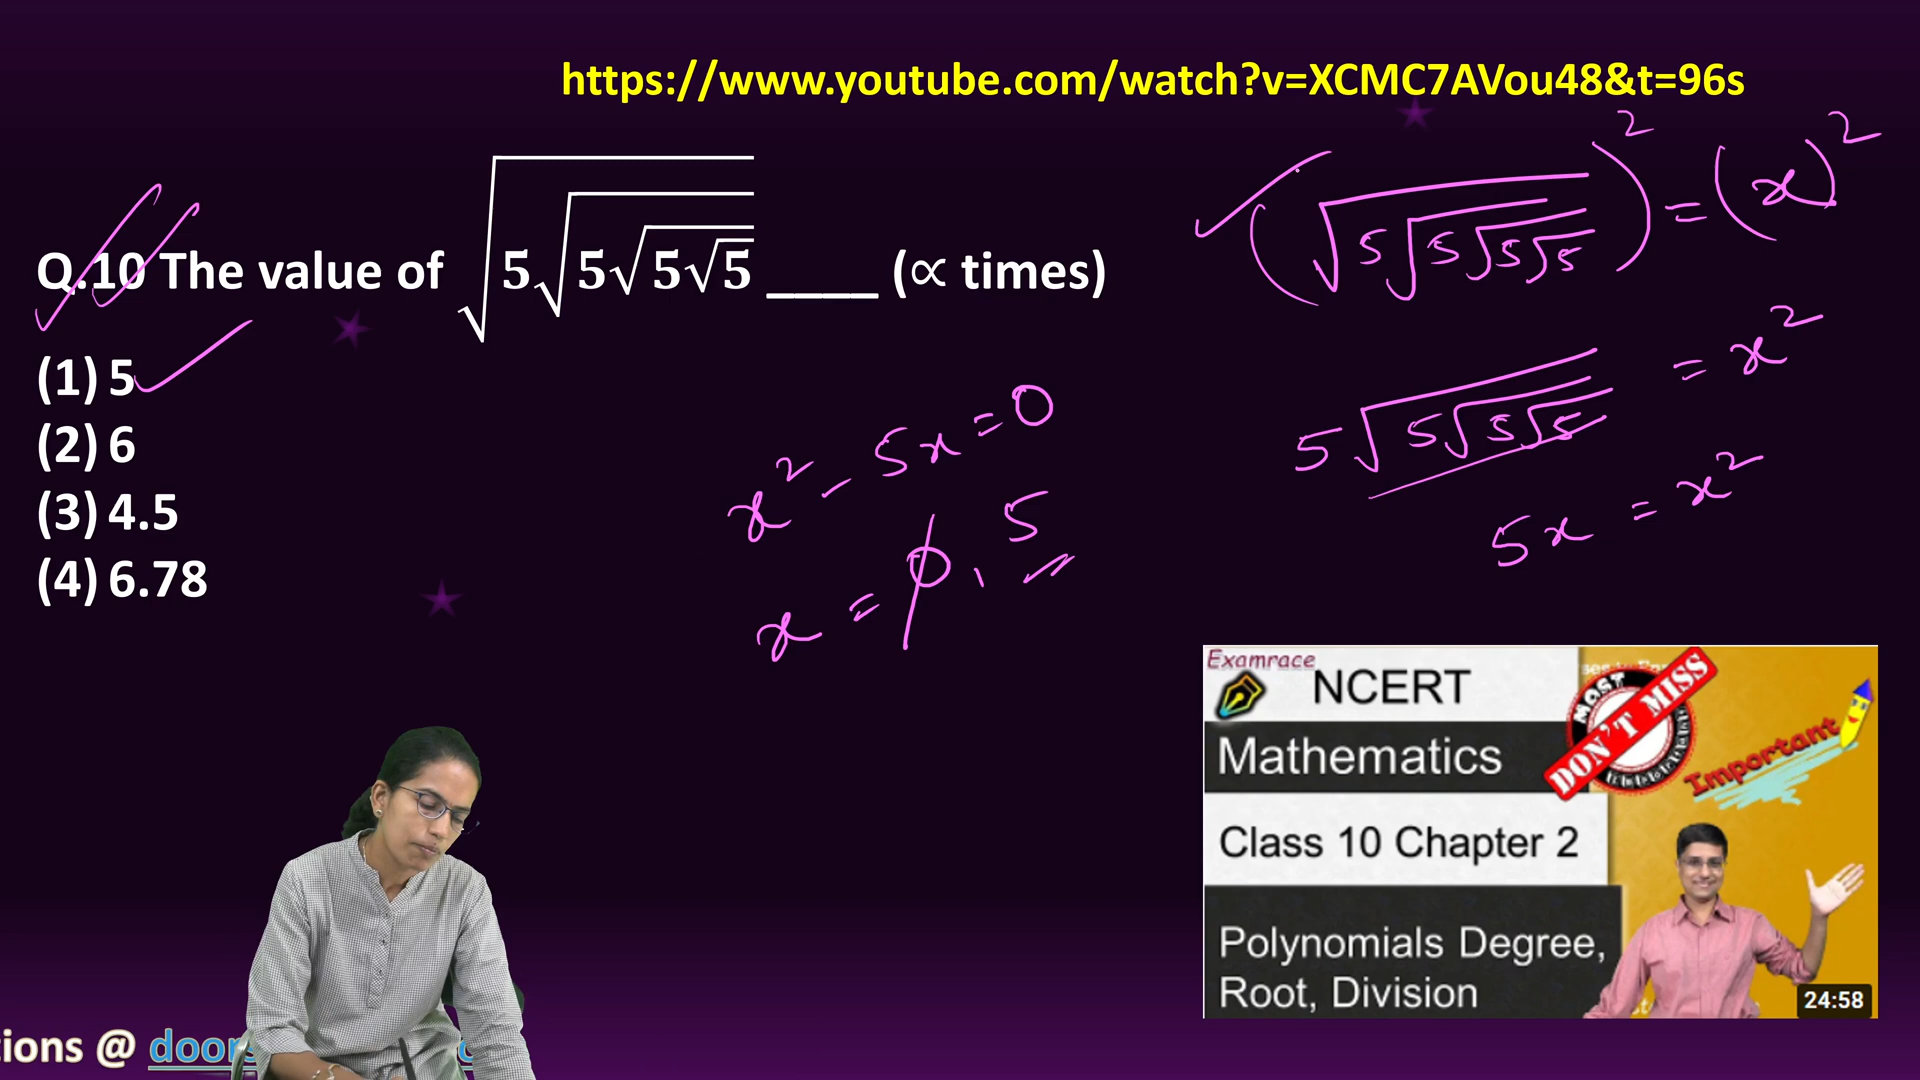 https://www.youtube.com/watch?v=XCMC7AVou48&t=96s
Q.10 The value of √5√5√5√5 ____ (∝ times)
(1) 5
(2) 6
(3) 4.5
(4) 6.78
(√5√5√5√5)² = (x)²
5√5√5√5 = x²
5x = x²
x² - 5x = 0
x = 0, 5
Examrace
NCERT
Mathematics
Class 10 Chapter 2
Polynomials Degree,
Root, Division
MOST
DON'T MISS
Important
24:58
tions @ doors